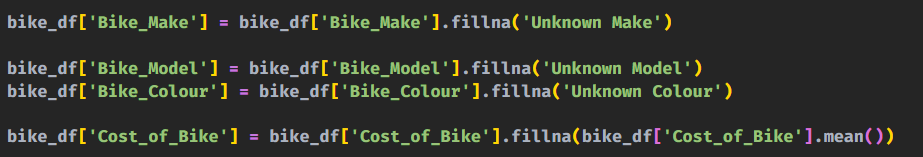 bike_df['Bike_Make'] = bike_df['Bike_Make'].fillna('Unknown Make')
bike_df['Bike_Model'] = bike_df['Bike_Model'].fillna('Unknown Model')
bike_df['Bike_Colour'] = bike_df['Bike_Colour'].fillna('Unknown Colour')
bike_df['Cost_of_Bike'] = bike_df['Cost_of_Bike'].fillna(bike_df['Cost_of_Bike'].mean())